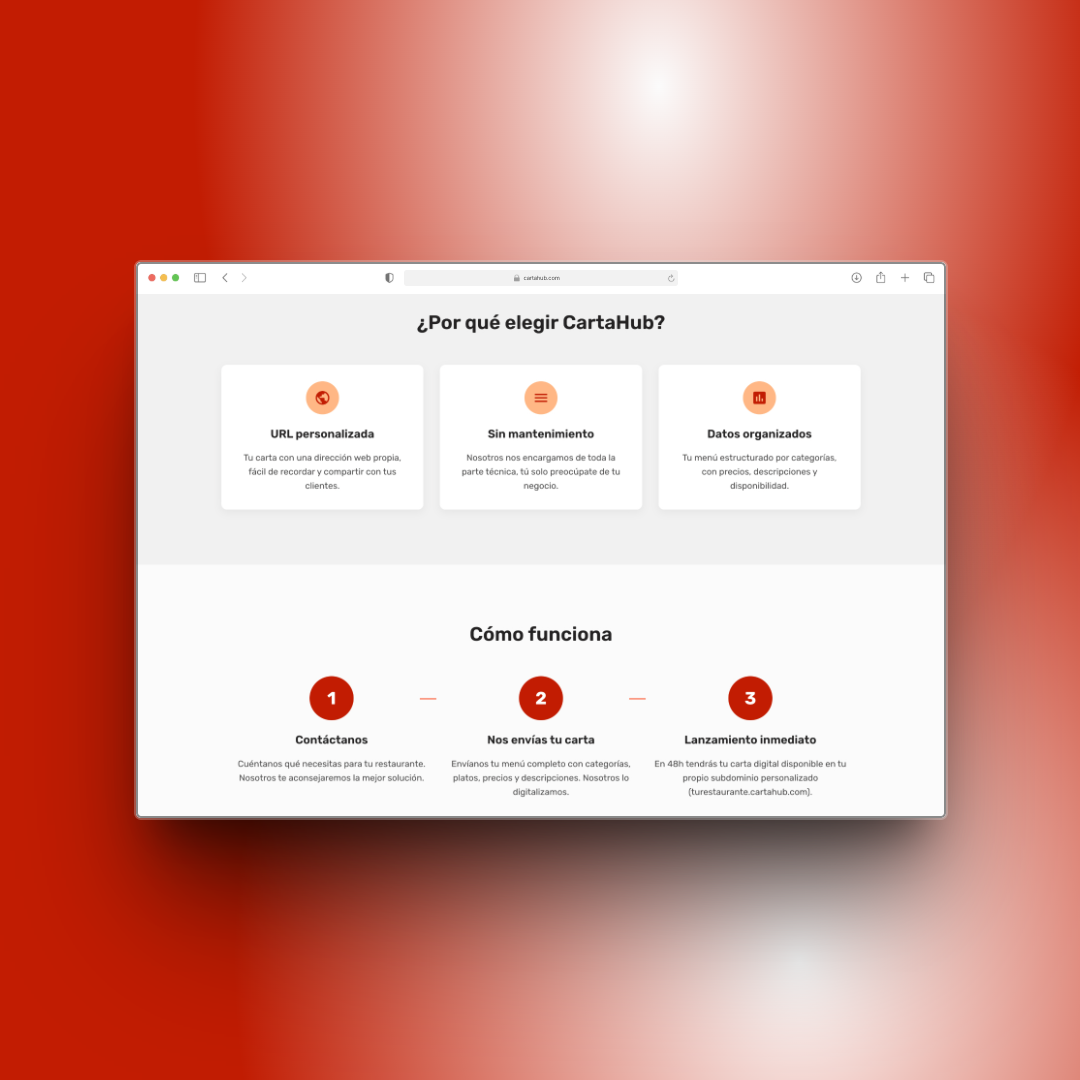 cartahub.com
¿Por qué elegir CartaHub?
URL personalizada
Tu carta con una dirección web propia,
fácil de recordar y compartir con tus
clientes.
Sin mantenimiento
Nosotros nos encargamos de toda la
parte técnica, tú solo preocúpate de tu
negocio.
Datos organizados
Tu menú estructurado por categorías,
con precios, descripciones y
disponibilidad.
Cómo funciona
1
Contáctanos
Cuéntanos qué necesitas para tu restaurante.
Nosotros te aconsejaremos la mejor solución.
2
Nos envías tu carta
Envíanos tu menú completo con categorías,
platos, precios y descripciones. Nosotros lo
digitalizamos.
3
Lanzamiento inmediato
En 48h tendrás tu carta digital disponible en tu
propio subdominio personalizado
(turestaurante.cartahub.com).